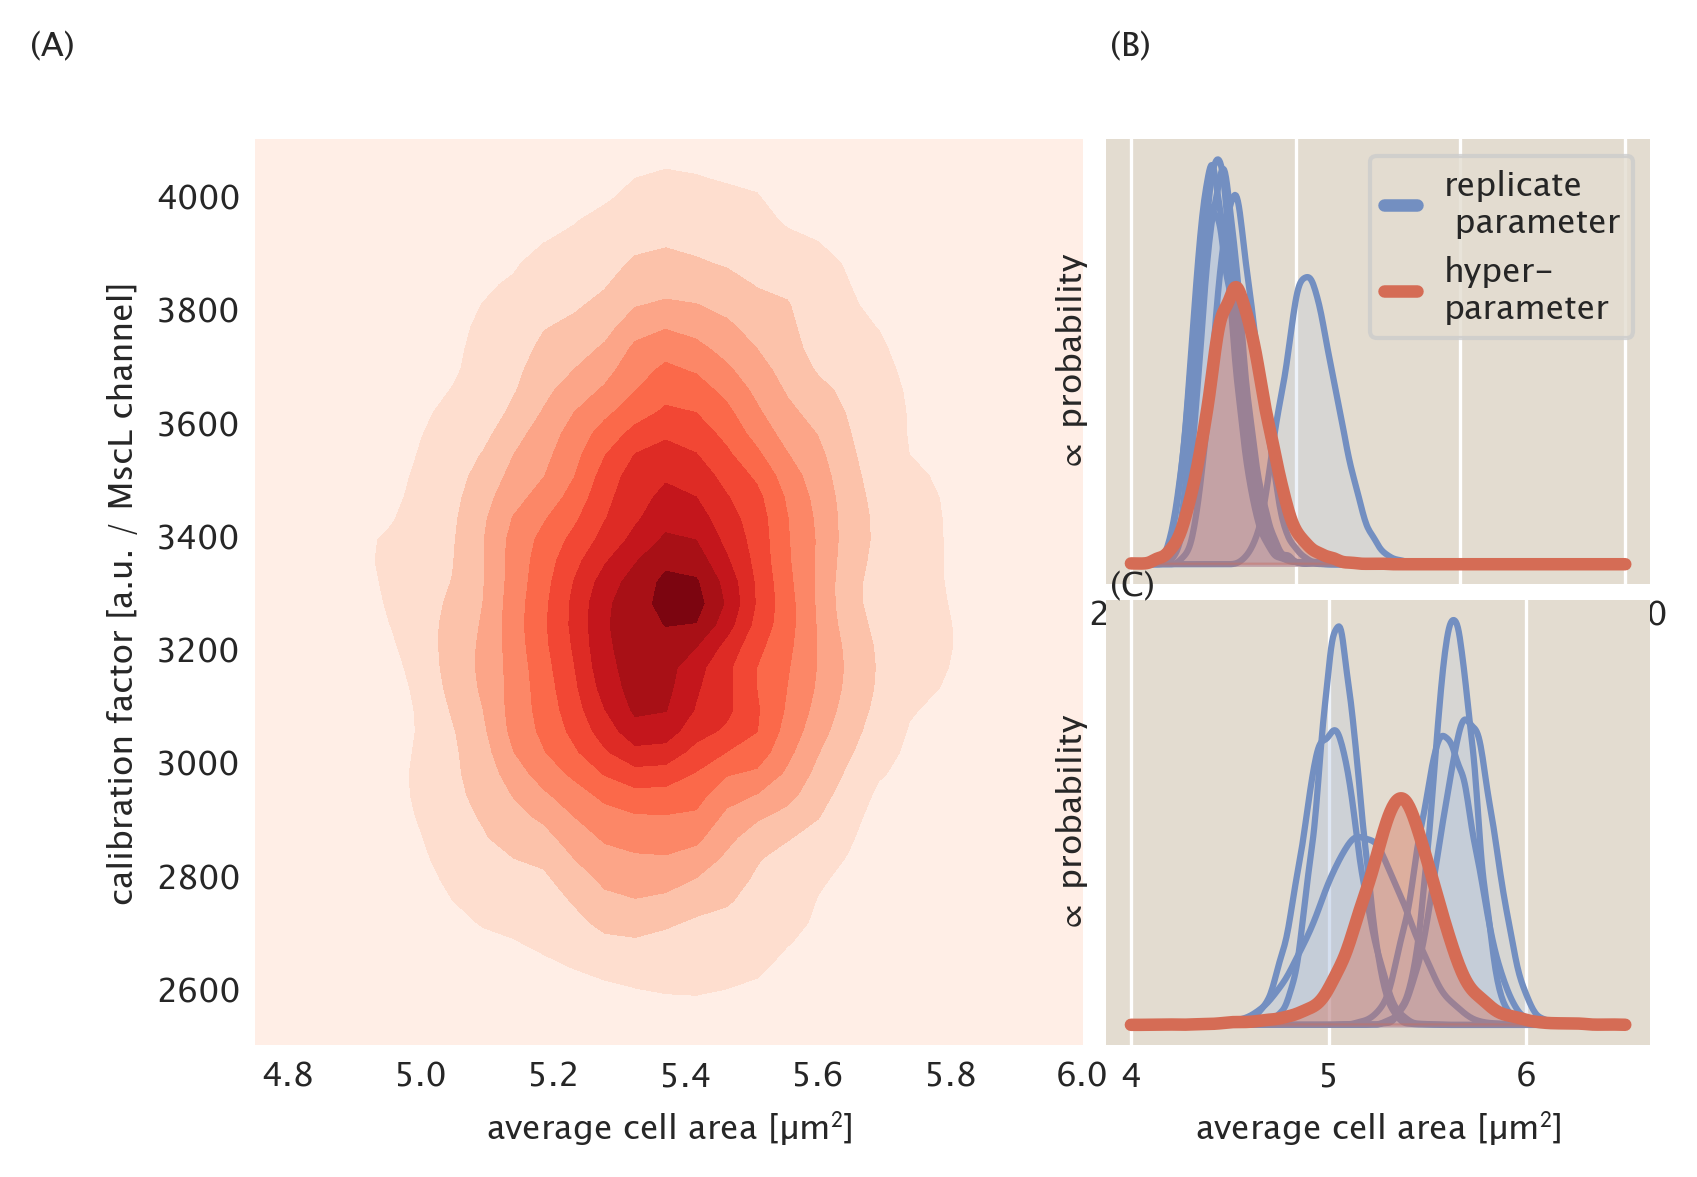 (A)
(B)
4000
3800
3600
3400
3200
3000
2800
2600
calibration factor [a.u. / MscL channel]
4.8 5.0 5.2 5.4 5.6 5.8 6.0
average cell area [µm²]
∝ probability
replicate
parameter
hyper–
parameter
(C)
2
0
∝ probability
4 5 6
average cell area [µm²]